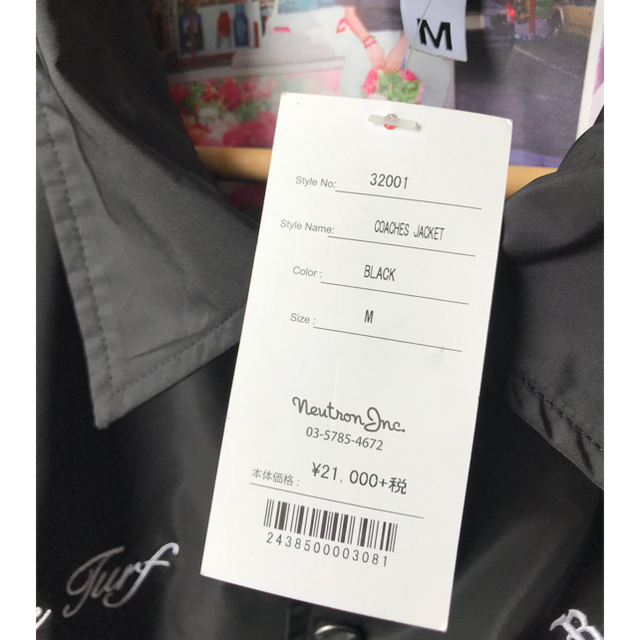 M
Style No: 32001
Style Name: COACHES JACKET
Color : BLACK
Size : M
Neutron Inc.
03-5785-4672
本体価格 : ¥21,000+税
2438500003081
Turf